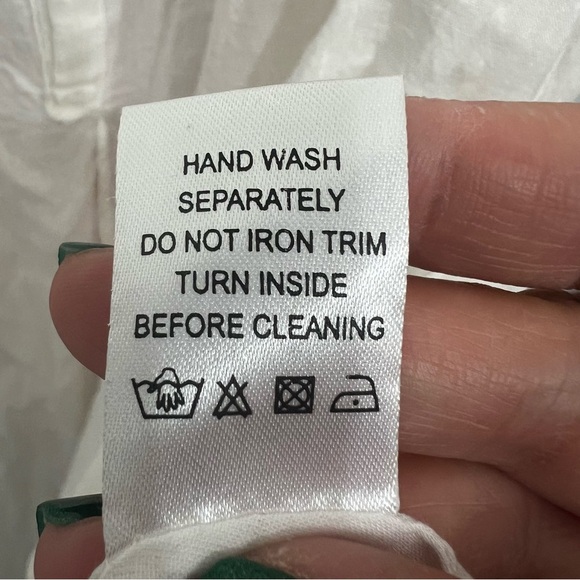 HAND WASH
SEPARATELY
DO NOT IRON TRIM
TURN INSIDE
BEFORE CLEANING